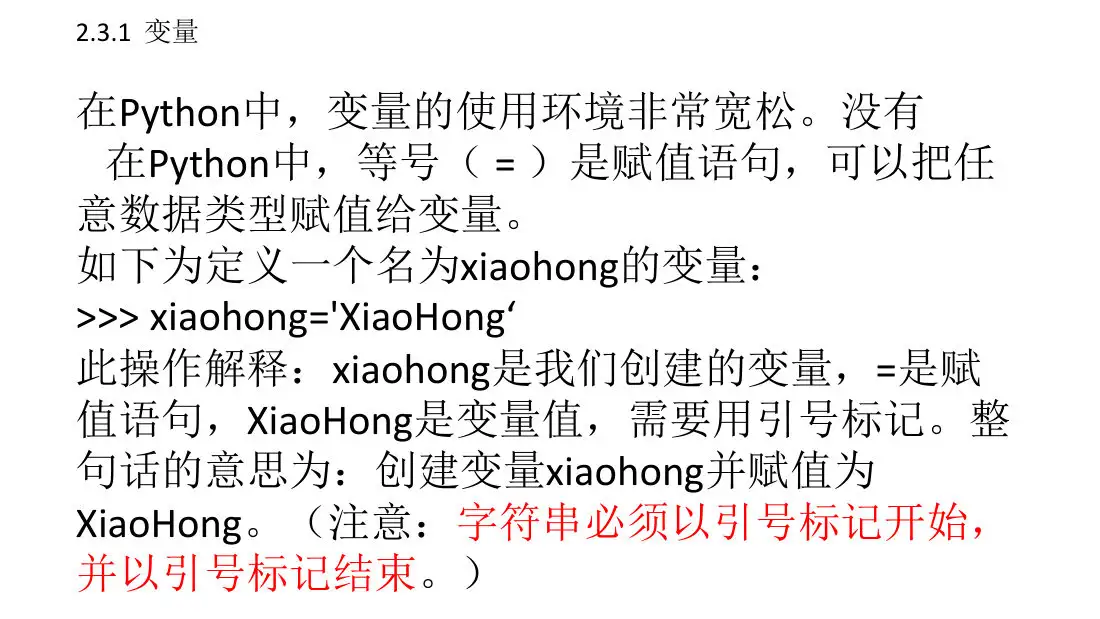 2.3.1 变量
在Python中，变量的使用环境非常宽松。没有
在Python中，等号（ = ）是赋值语句，可以把任
意数据类型赋值给变量。
如下为定义一个名为xiaohong的变量：
>>> xiaohong='XiaoHong‘
此操作解释：xiaohong是我们创建的变量，=是赋
值语句，XiaoHong是变量值，需要用引号标记。整
句话的意思为：创建变量xiaohong并赋值为
XiaoHong。（注意：字符串必须以引号标记开始，
并以引号标记结束。）